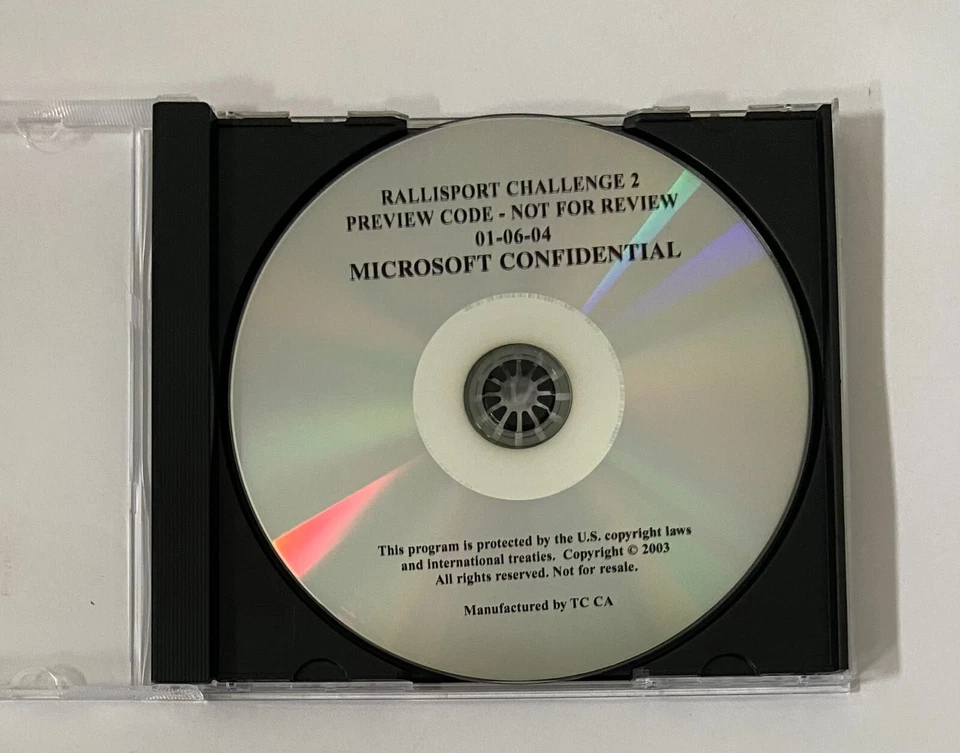 RALLISPORT CHALLENGE 2
PREVIEW CODE - NOT FOR REVIEW
01-06-04
MICROSOFT CONFIDENTIAL
This program is protected by the U.S. copyright laws
and international treaties. Copyright © 2003
All rights reserved. Not for resale.
Manufactured by TC CA